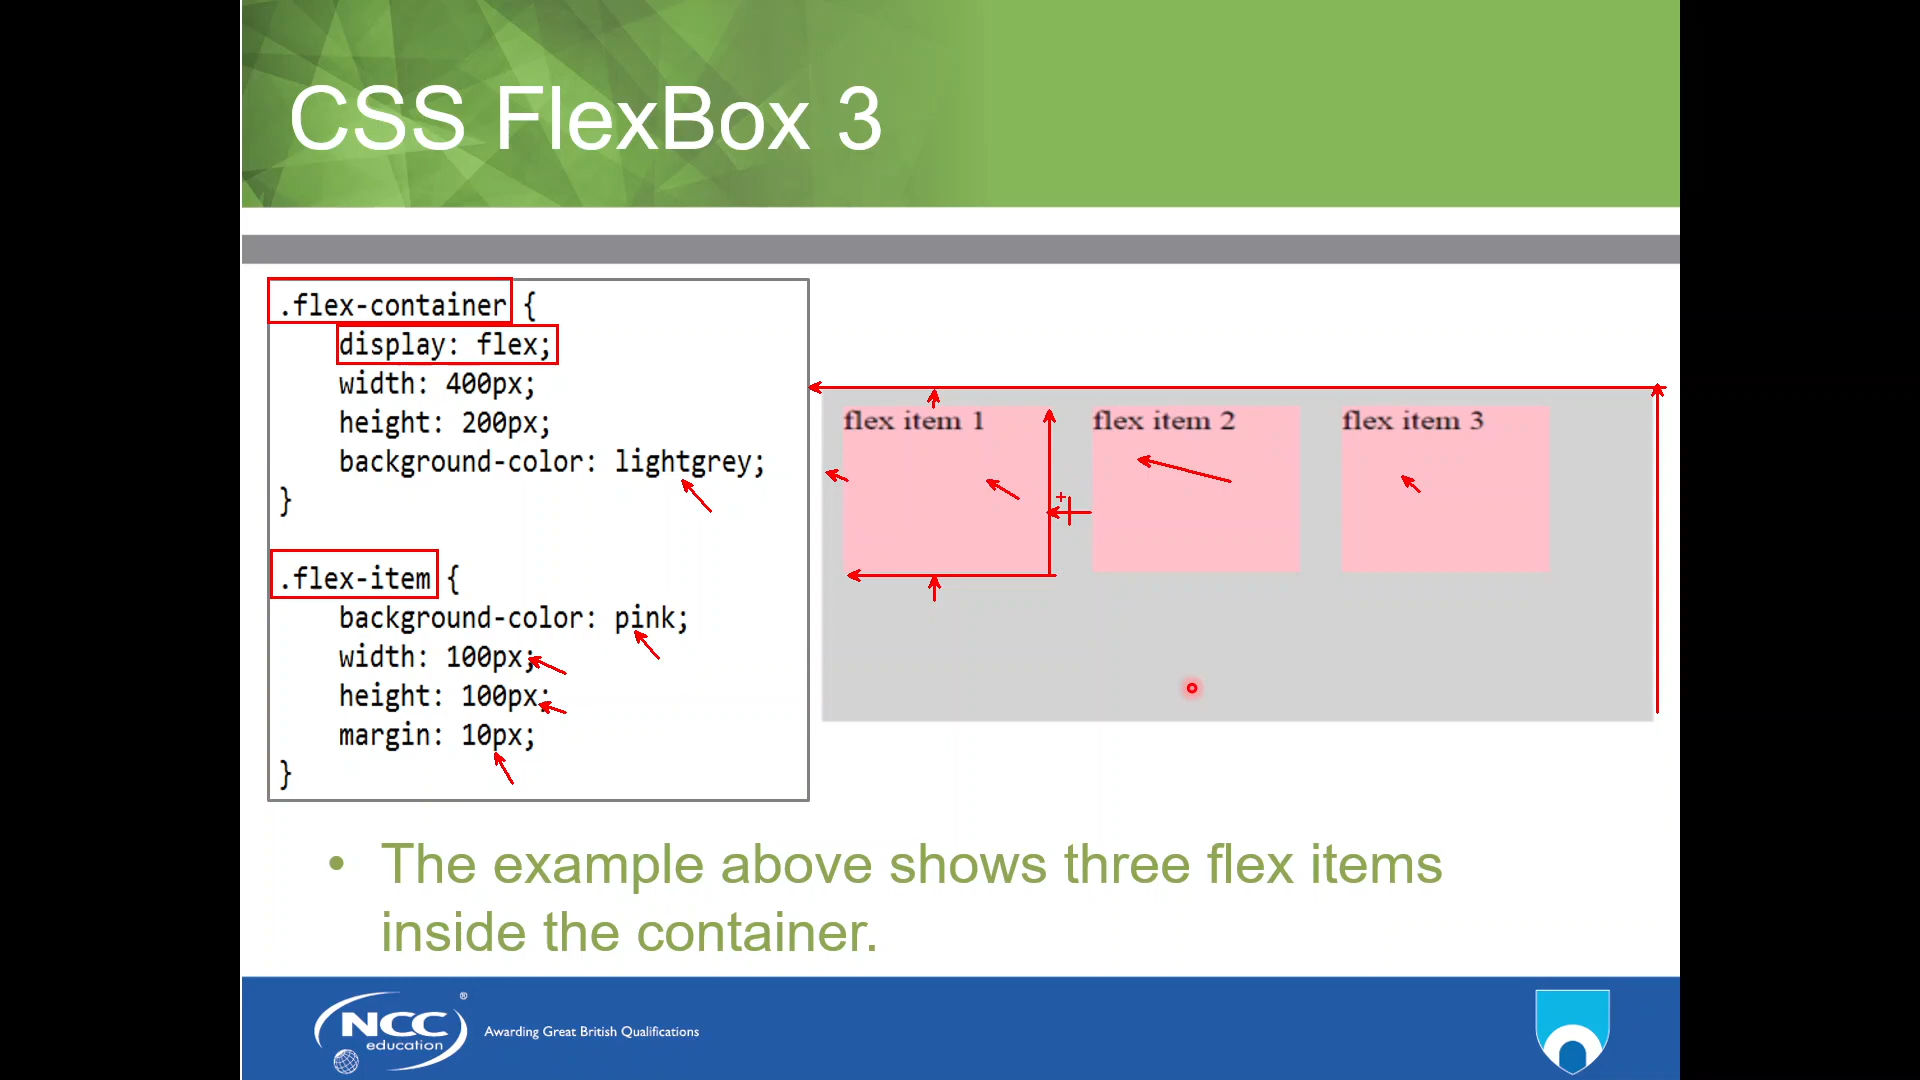 CSS FlexBox 3
.flex-container {
display: flex;
width: 400px;
height: 200px;
background-color: lightgrey;
}
.flex-item {
background-color: pink;
width: 100px;
height: 100px;
margin: 10px;
}
flex item 1
flex item 2
flex item 3
• The example above shows three flex items
inside the container.
NCC ®
education
Awarding Great British Qualifications